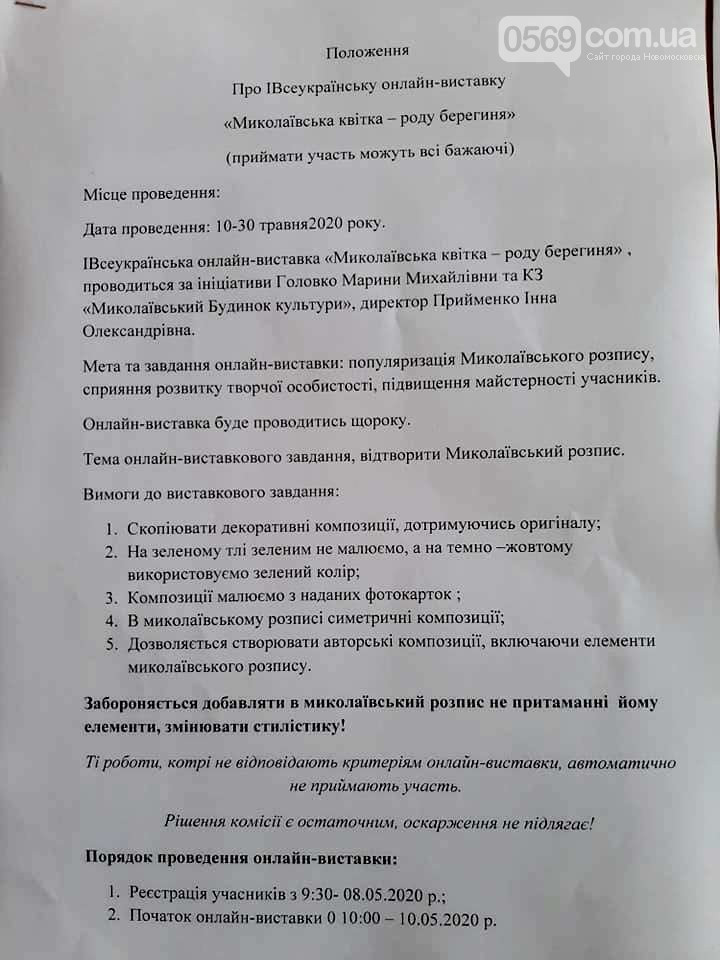 0569.com.ua
Сайт города Новомосковск
Положення
Про ІВсеукраїнську онлайн-виставку
«Миколаївська квітка – роду берегиня»
(приймати участь можуть всі бажаючі)
Місце проведення:
Дата проведення: 10-30 травня2020 року.
ІВсеукраїнська онлайн-виставка «Миколаївська квітка – роду берегиня» ,
проводиться за ініціативи Головко Марини Михайлівни та КЗ
«Миколаївський Будинок культури», директор Прийменко Інна
Олександрівна.
Мета та завдання онлайн-виставки: популяризація Миколаївського розпису,
сприяння розвитку творчої особистості, підвищення майстерності учасників.
Онлайн-виставка буде проводитись щороку.
Тема онлайн-виставкового завдання, відтворити Миколаївський розпис.
Вимоги до виставкового завдання:
1. Скопіювати декоративні композиції, дотримуючись оригіналу;
2. На зеленому тлі зеленим не малюємо, а на темно –жовтому
використовуємо зелений колір;
3. Композиції малюємо з наданих фотокарток ;
4. В миколаївському розписі симетричні композиції;
5. Дозволяється створювати авторські композиції, включаючи елементи
миколаївського розпису.
Забороняється добавляти в миколаївський розпис не притаманні йому
елементи, змінювати стилістику!
Ті роботи, котрі не відповідають критеріям онлайн-виставки, автоматично
не приймають участь.
Рішення комісії є остаточним, оскарження не підлягає!
Порядок проведення онлайн-виставки:
1. Реєстрація учасників з 9:30- 08.05.2020 р.;
2. Початок онлайн-виставки 0 10:00 – 10.05.2020 р.